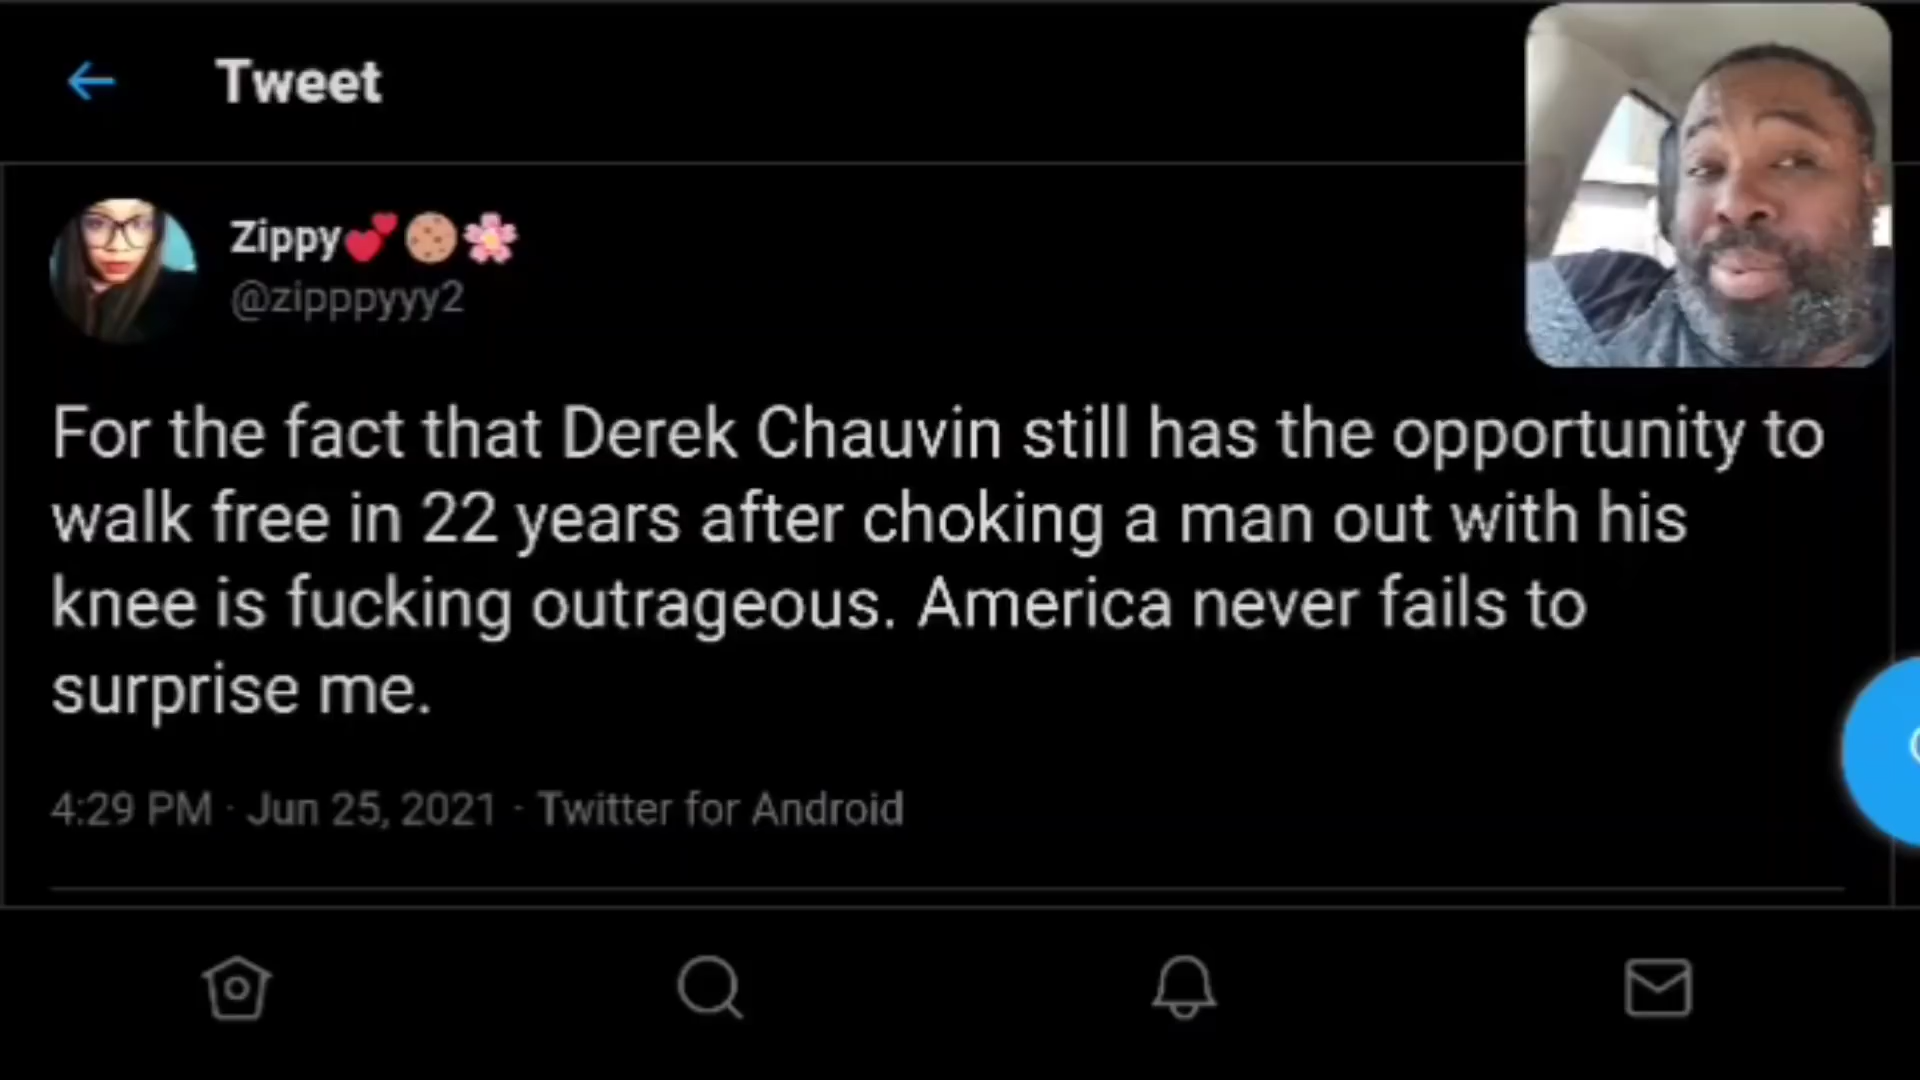 Tweet
Zippy💕🍪🌸
@zipppyyy2
For the fact that Derek Chauvin still has the opportunity to
walk free in 22 years after choking a man out with his
knee is fucking outrageous. America never fails to
surprise me.
4:29 PM · Jun 25, 2021 · Twitter for Android